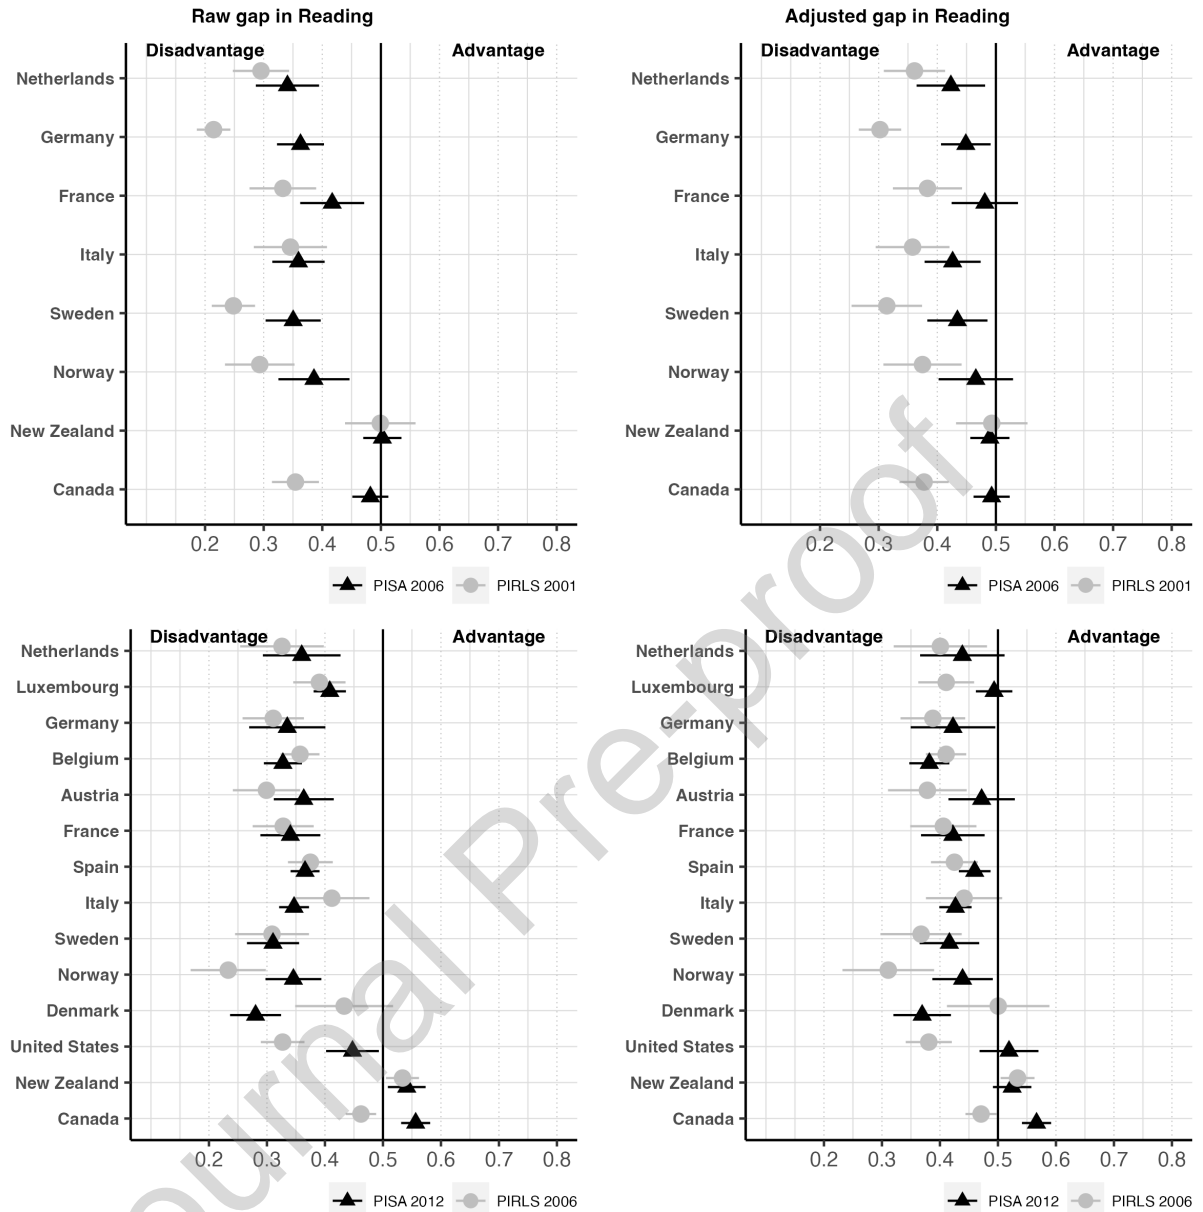 Raw gap in Reading
Disadvantage Advantage
Netherlands
Germany
France
Italy
Sweden
Norway
New Zealand
Canada
0.2 0.3 0.4 0.5 0.6 0.7 0.8
PISA 2006 PIRLS 2001
Adjusted gap in Reading
Disadvantage Advantage
Netherlands
Germany
France
Italy
Sweden
Norway
New Zealand
Canada
0.2 0.3 0.4 0.5 0.6 0.7 0.8
PISA 2006 PIRLS 2001
Disadvantage Advantage
Netherlands
Luxembourg
Germany
Belgium
Austria
France
Spain
Italy
Sweden
Norway
Denmark
United States
New Zealand
Canada
0.2 0.3 0.4 0.5 0.6 0.7 0.8
PISA 2012 PIRLS 2006
Disadvantage Advantage
Netherlands
Luxembourg
Germany
Belgium
Austria
France
Spain
Italy
Sweden
Norway
Denmark
United States
New Zealand
Canada
0.2 0.3 0.4 0.5 0.6 0.7 0.8
PISA 2012 PIRLS 2006
ournal Pre-proof